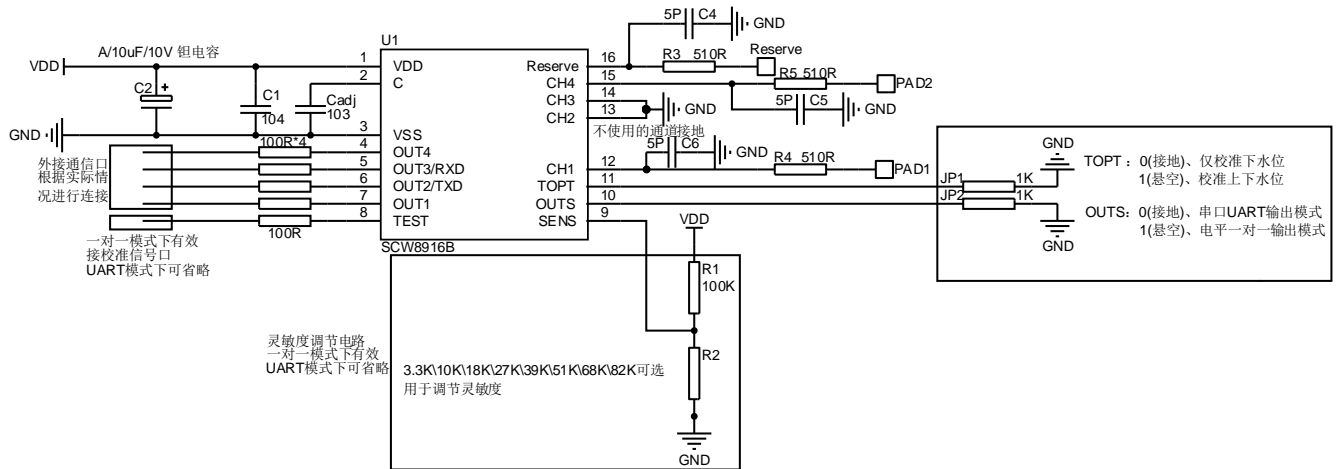 5P C4
GND
A/10uF/10V 钽电容
U1
Reserve
VDD
1
VDD
Reserve
16
R3 510R
2
C
CH4
15
R5 510R
PAD2
C2
+
C1
104
Cadj
103
CH3
14
GND
5P C5
GND
CH2
13
GND
3
VSS
不使用的通道接地
100R*4
4
OUT4
5P C6
GND
外接通信口
根据实际情
况进行连接
5
OUT3/RXD
CH1
12
R4 510R
PAD1
6
OUT2/TXD
TOPT
11
JP1
1K
7
OUT1
OUTS
10
JP2
1K
8
TEST
SENS
9
100R
VDD
GND
GND
TOPT：0(接地)、仅校准下水位
1(悬空)、校准上下水位
OUTS：0(接地)、串口UART输出模式
1(悬空)、电平一对一输出模式
一对一模式下有效
接校准信号口
UART模式下可省略
SCW8916B
R1
100K
灵敏度调节电路
一对一模式下有效
UART模式下可省略
R2
3.3K\10K\18K\27K\39K\51K\68K\82K可选
用于调节灵敏度
GND